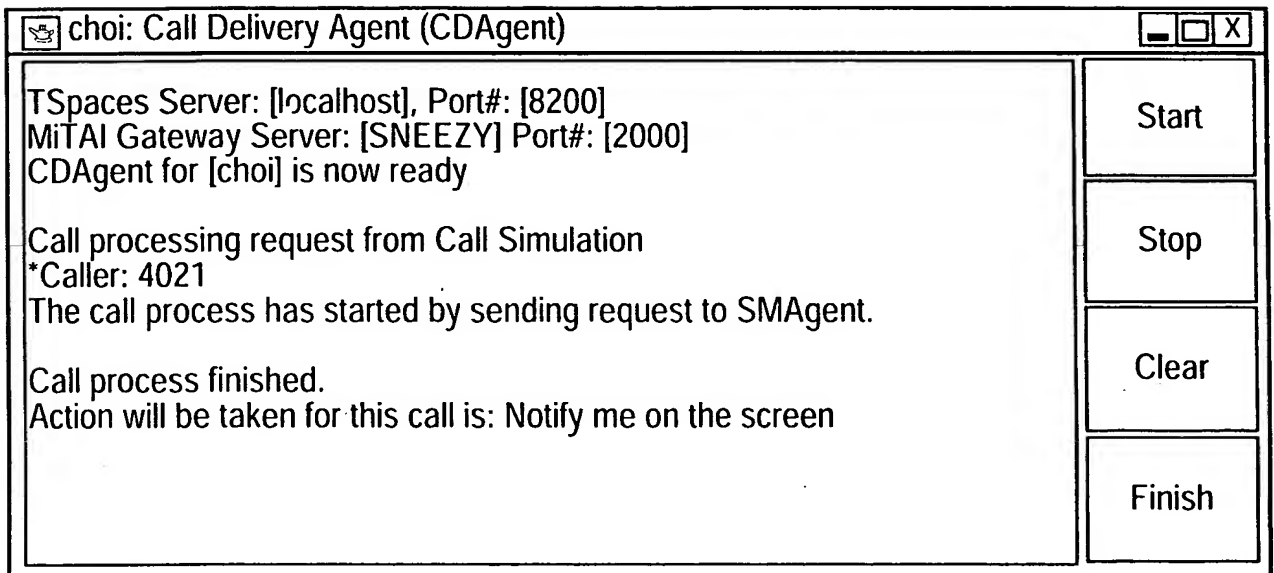 choi: Call Delivery Agent (CDAgent)
X
TSpaces Server: [localhost], Port#: [8200]
MiTAI Gateway Server: [SNEEZY] Port#: [2000]
CDAgent for [choi] is now ready
Call processing request from Call Simulation
*Caller: 4021
The call process has started by sending request to SMAgent.
Call process finished.
Action will be taken for this call is: Notify me on the screen
Start
Stop
Clear
Finish